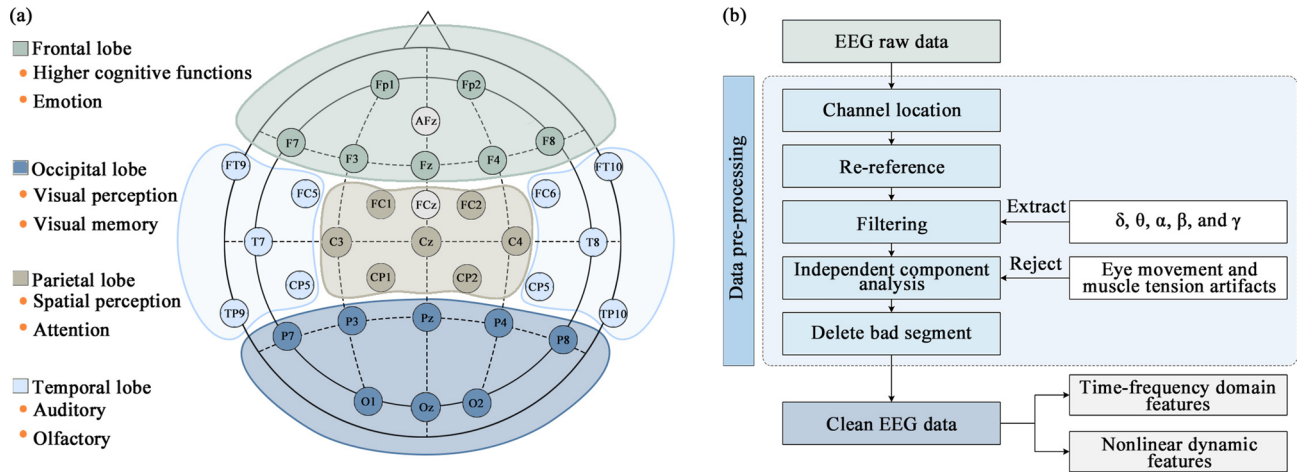 (a)
Frontal lobe
Higher cognitive functions
Emotion
Occipital lobe
Visual perception
Visual memory
Parietal lobe
Spatial perception
Attention
Temporal lobe
Auditory
Olfactory
Fp1 Fp2
AFz
F7 F8
F3 Fz F4
FT9 FT10
FC5 FC1 FCz FC2 FC6
T7 C3 Cz C4 T8
CP5 CP1 CP2 CP5
TP9 TP10
P7 P3 Pz P4 P8
O1 Oz O2
(b)
EEG raw data
Data pre-processing
Channel location
Re-reference
Filtering
Extract
δ, θ, α, β, and γ
Independent component
analysis
Reject
Eye movement and
muscle tension artifacts
Delete bad segment
Clean EEG data
Time-frequency domain
features
Nonlinear dynamic
features